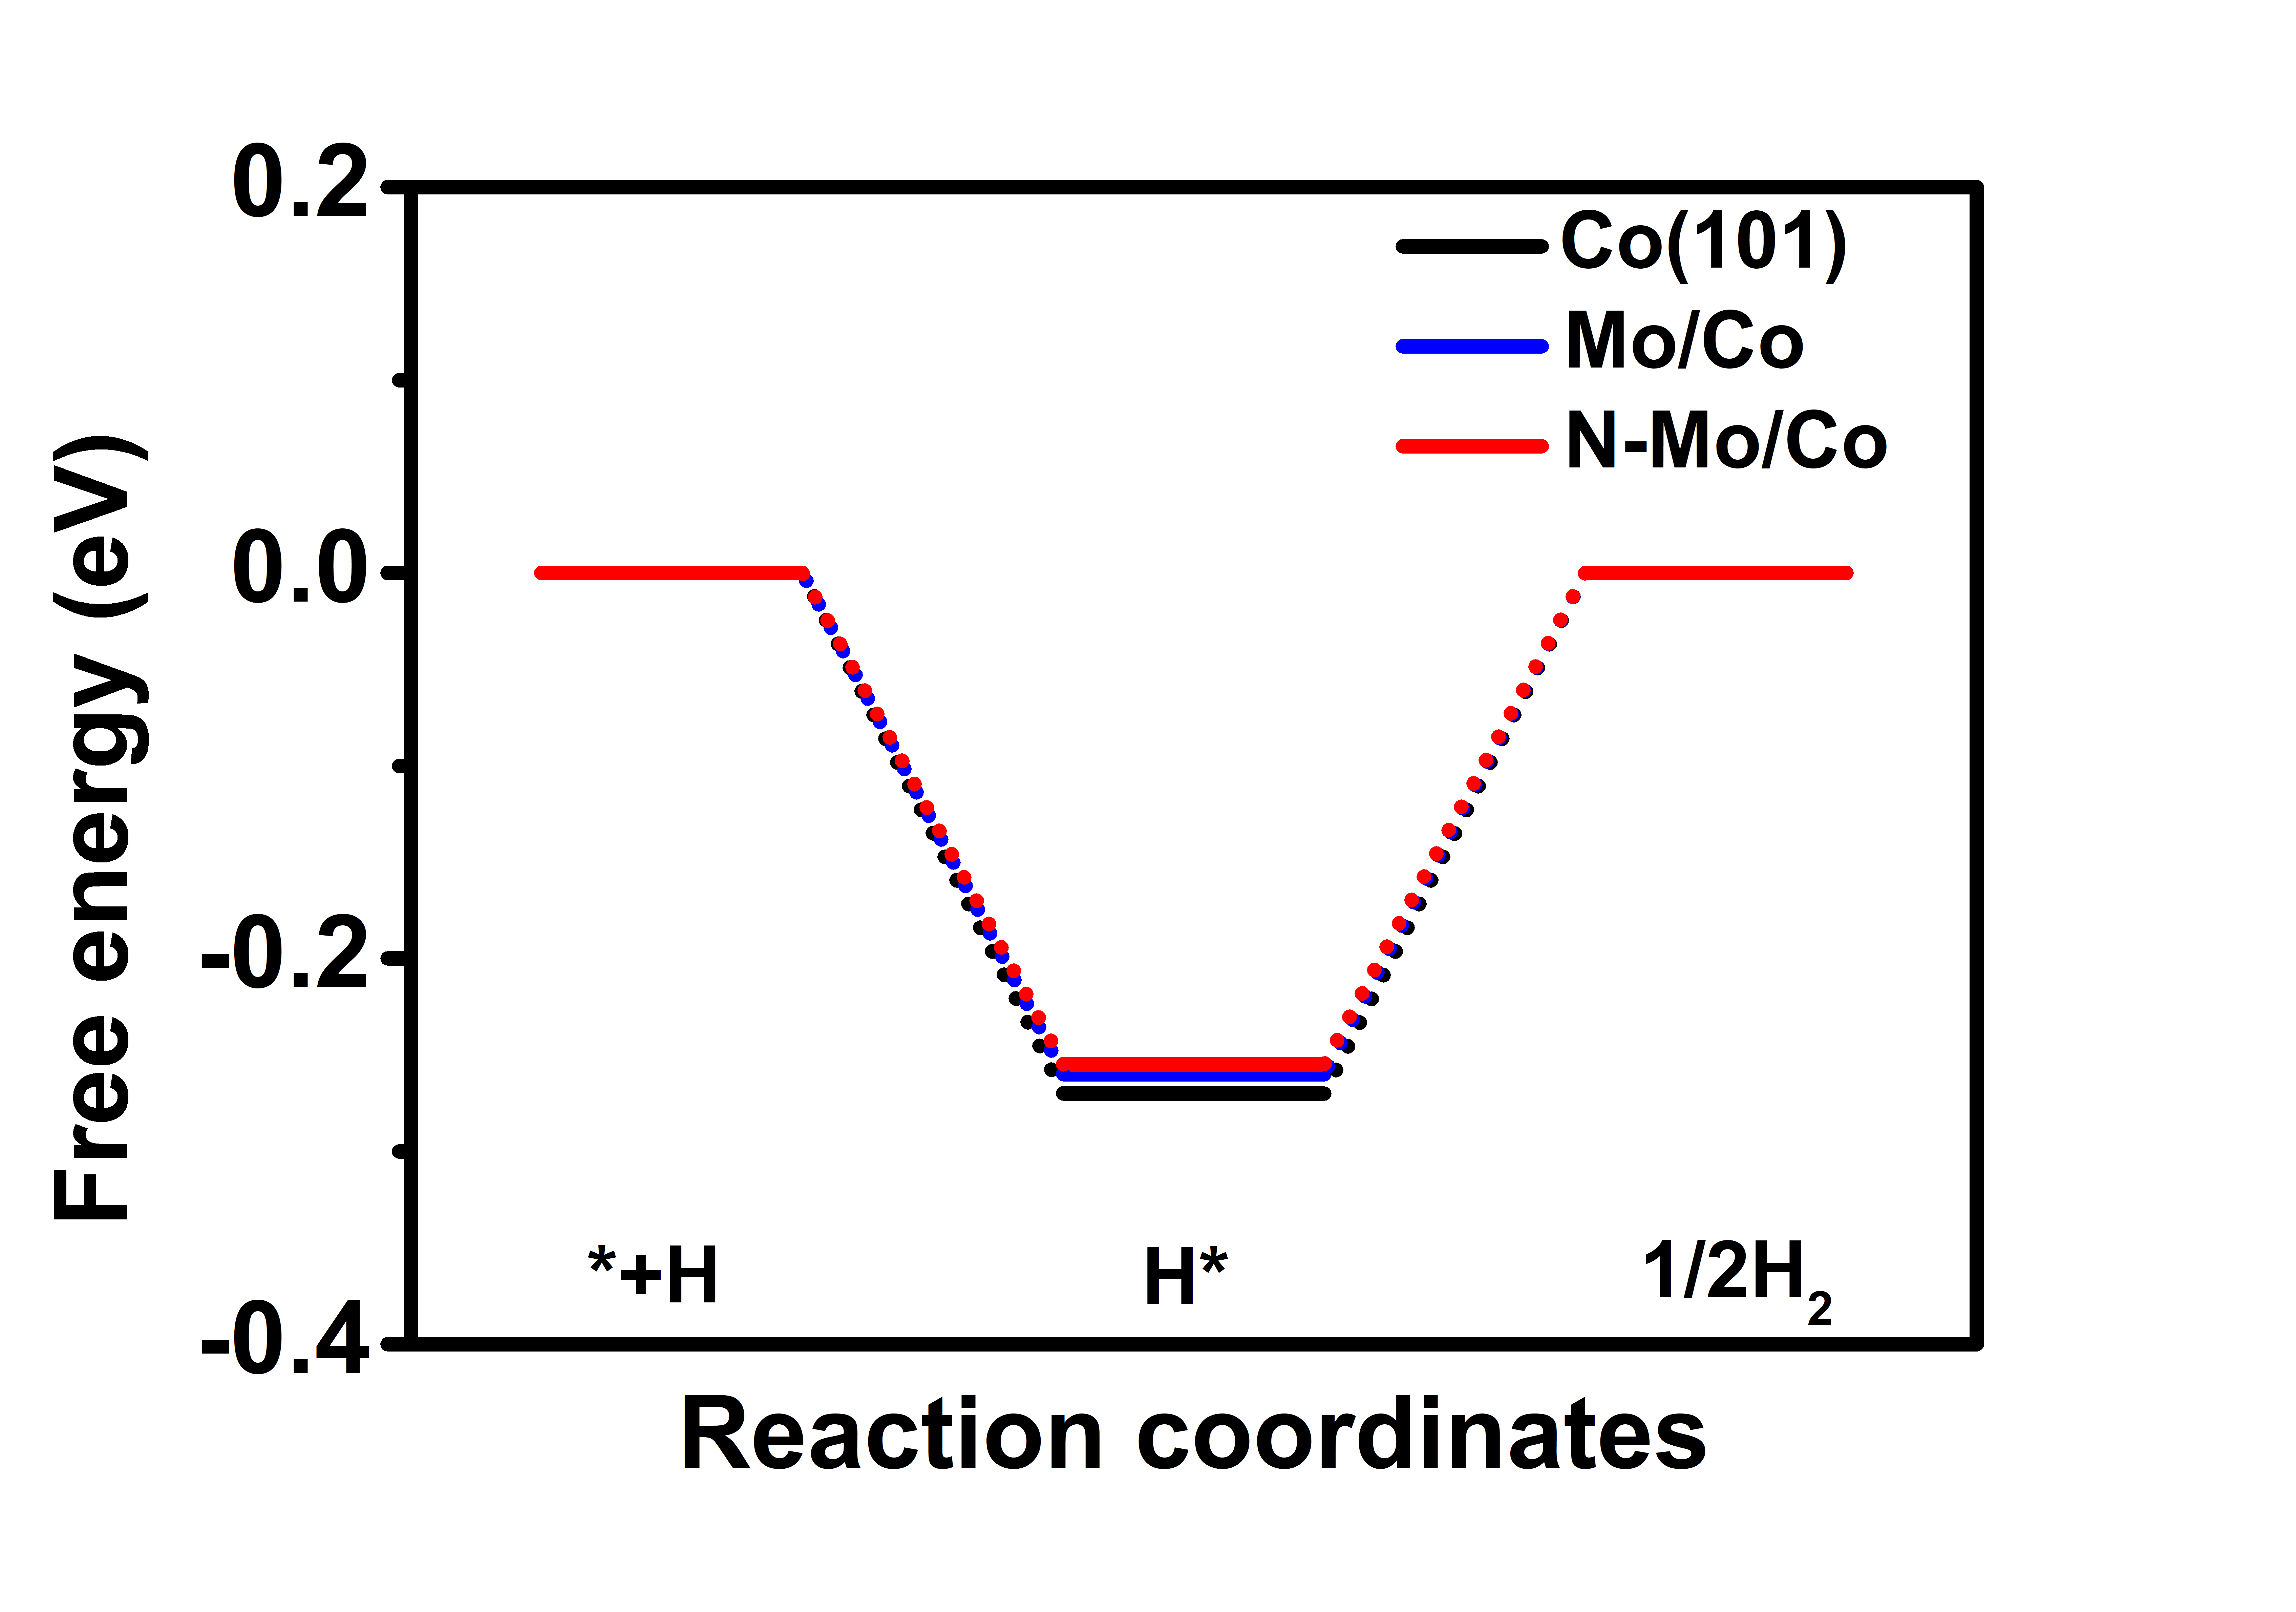 0.2
0.0
-0.2
-0.4
Free energy (eV)
Co(101)
Mo/Co
N-Mo/Co
*+H
H*
1/2H₂
Reaction coordinates